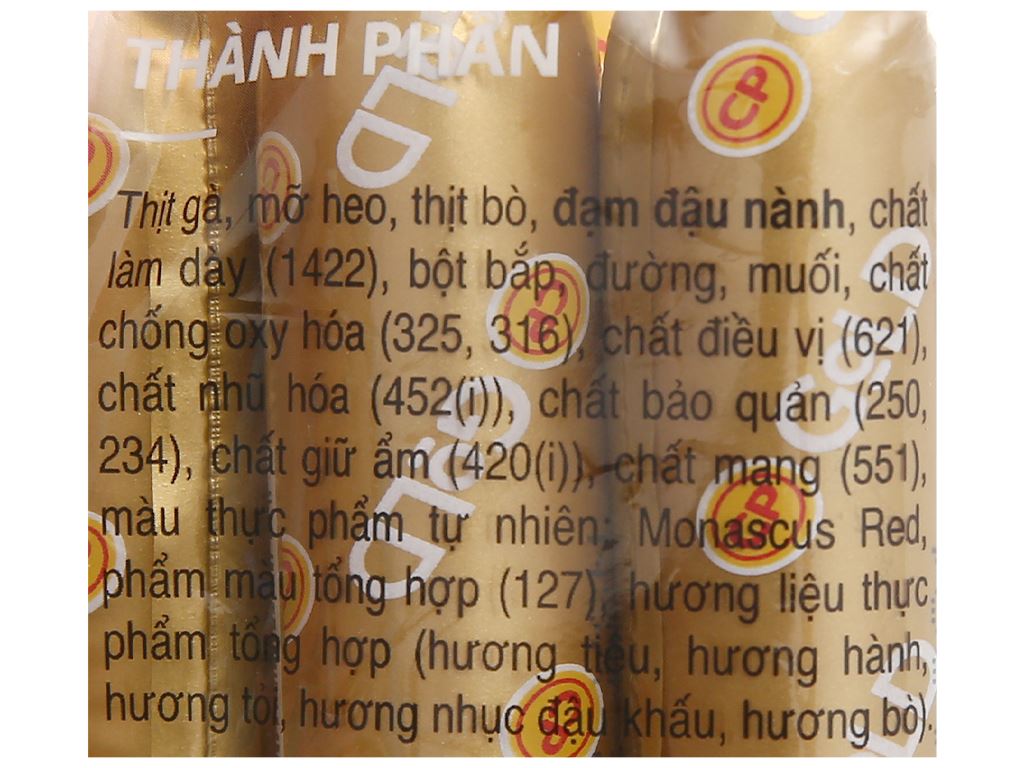 THÀNH PHẦN
Thịt gà, mỡ heo, thịt bò, đạm đậu nành, chất
làm dày (1422), bột bắp, đường, muối, chất
chống oxy hóa (325, 316), chất điều vị (621),
chất nhũ hóa (452(i)), chất bảo quản (250,
234), chất giữ ẩm (420(i)), chất mang (551),
màu thực phẩm tự nhiên: Monascus Red,
phẩm màu tổng hợp (127), hương liệu thực
phẩm tổng hợp (hương tiêu, hương hành,
hương tỏi, hương nhục đậu khấu, hương bò).
CP
CP
CP
CP
GOLD
GOLD